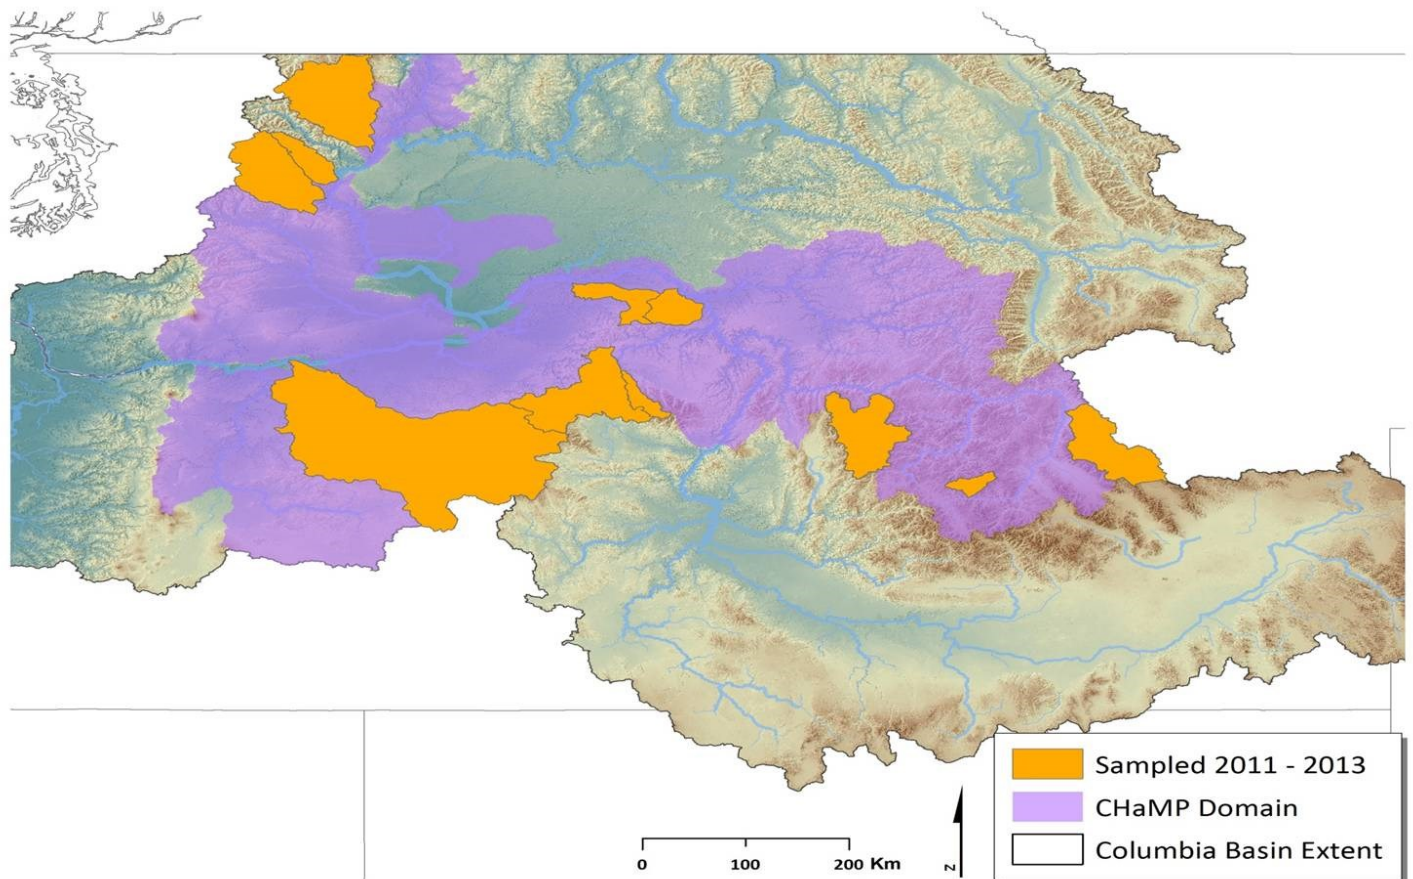 Sampled 2011 - 2013
CHaMP Domain
Columbia Basin Extent
0 100 200 Km
N